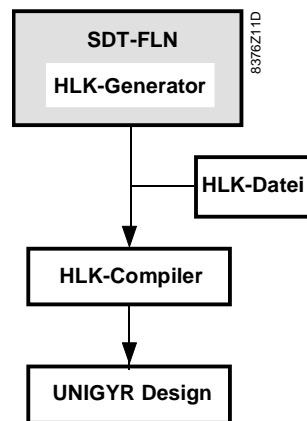 SDT-FLN
HLK-Generator
8376Z11D
HLK-Datei
HLK-Compiler
UNIGYR Design